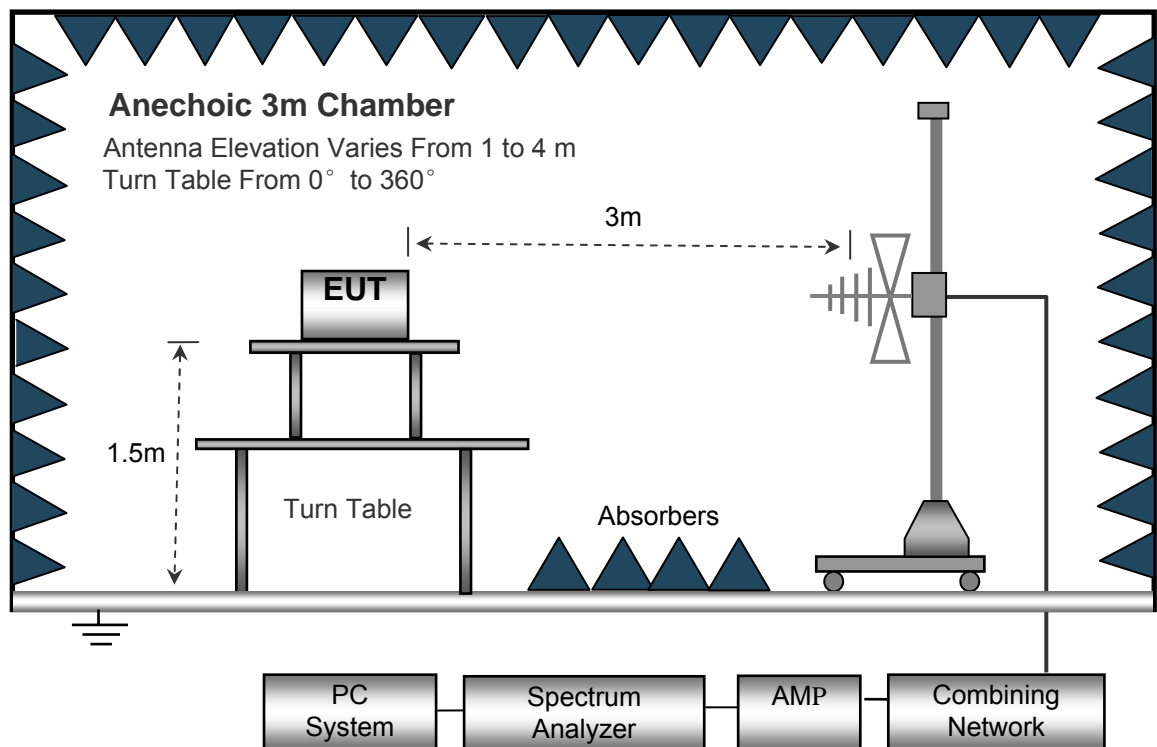 Anechoic 3m Chamber
Antenna Elevation Varies From 1 to 4 m
Turn Table From 0° to 360°
3m
EUT
1.5m
Turn Table
Absorbers
PC
System
Spectrum
Analyzer
AMP
Combining
Network